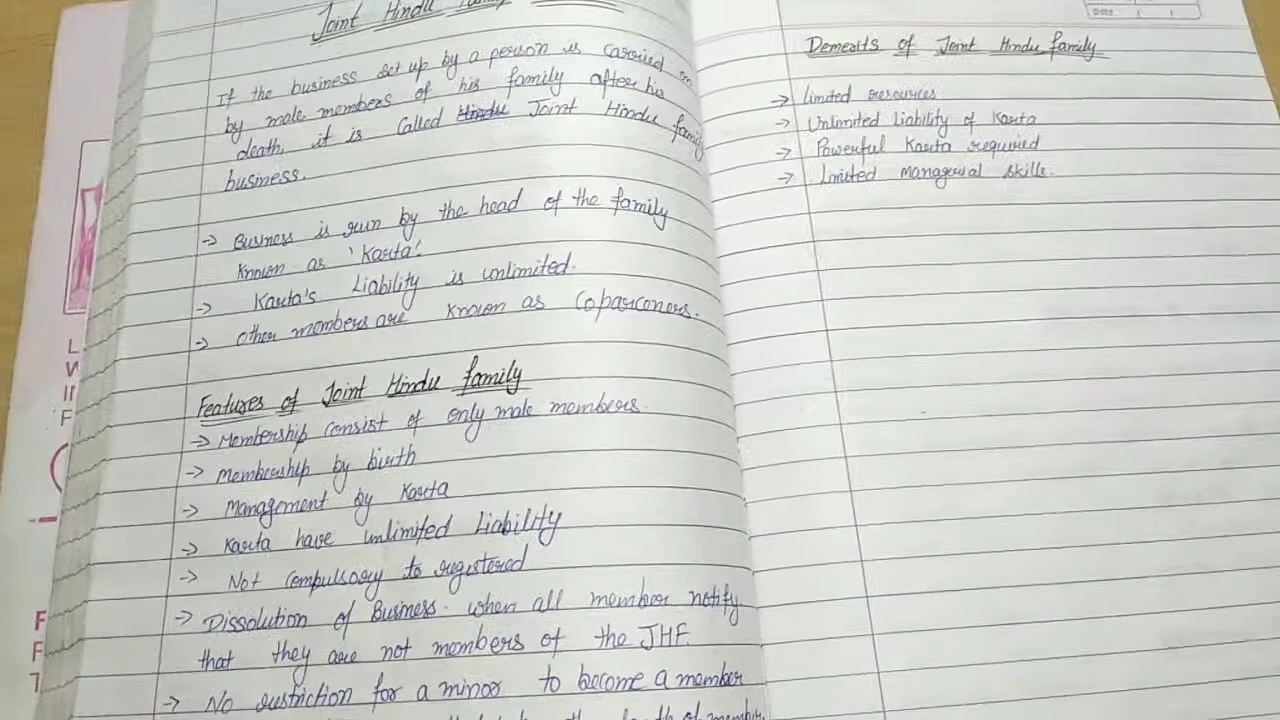 Joint Hindu Family
If the business set up by a person is carried on
by male members of his family after his
death, it is called Hindu Joint Hindu family
business.
-> Business is run by the head of the family
known as 'Karta'.
-> Karta's Liability is unlimited.
-> Other members are known as Coparceners.
Features of Joint Hindu family
-> Membership consist of only male members.
-> Membership by birth
-> Management by Karta
-> Karta have unlimited Liability
-> Not Compulsory to registered
-> Dissolution of Business. when all member notify
that they are not members of the JHF.
-> No restriction for a minor to become a member
death of member
Date
Demerits of Joint Hindu family
-> Limited resources
-> Unlimited Liability of Karta
-> Powerful Karta required
-> Limited managerial skills.
L
W
F
F
F
T